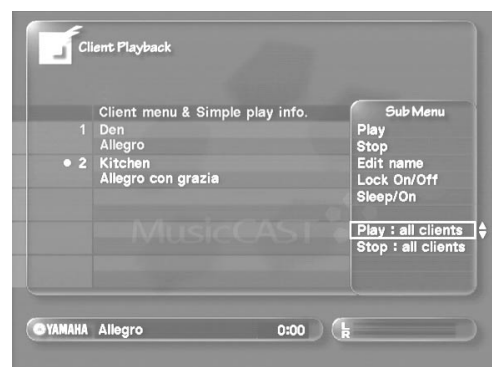 Client Playback
Client menu & Simple play info.
1 Den
Allegro
2 Kitchen
Allegro con grazia
MusicCAST
Sub Menu
Play
Stop
Edit name
Lock On/Off
Sleep/On
Play : all clients
Stop : all clients
YAMAHA Allegro 0:00
L
R